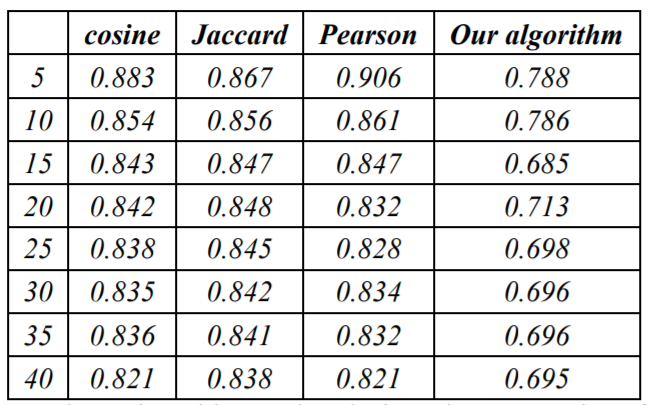 cosine Jaccard Pearson Our algorithm
5 0.883 0.867 0.906 0.788
10 0.854 0.856 0.861 0.786
15 0.843 0.847 0.847 0.685
20 0.842 0.848 0.832 0.713
25 0.838 0.845 0.828 0.698
30 0.835 0.842 0.834 0.696
35 0.836 0.841 0.832 0.696
40 0.821 0.838 0.821 0.695